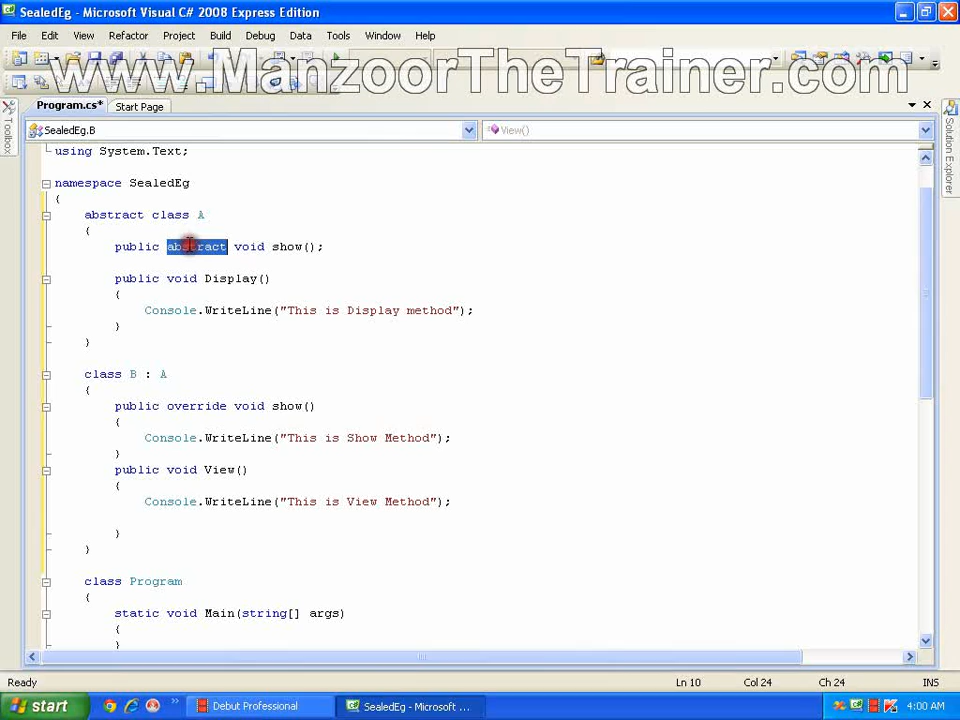 SealedEg - Microsoft Visual C# 2008 Express Edition
File Edit View Refactor Project Build Debug Data Tools Window Help
www.ManzoorTheTrainer.com
Program.cs* Start Page
Toolbox
Solution Explorer
SealedEg.B View()
using System.Text;
namespace SealedEg
{
abstract class A
{
public abstract void show();
public void Display()
{
Console.WriteLine("This is Display method");
}
}
class B : A
{
public override void show()
{
Console.WriteLine("This is Show Method");
}
public void View()
{
Console.WriteLine("This is View Method");
}
}
class Program
{
static void Main(string[] args)
{
}
Ready Ln 10 Col 24 Ch 24 INS
start Debut Professional SealedEg - Microsoft ... 4:00 AM